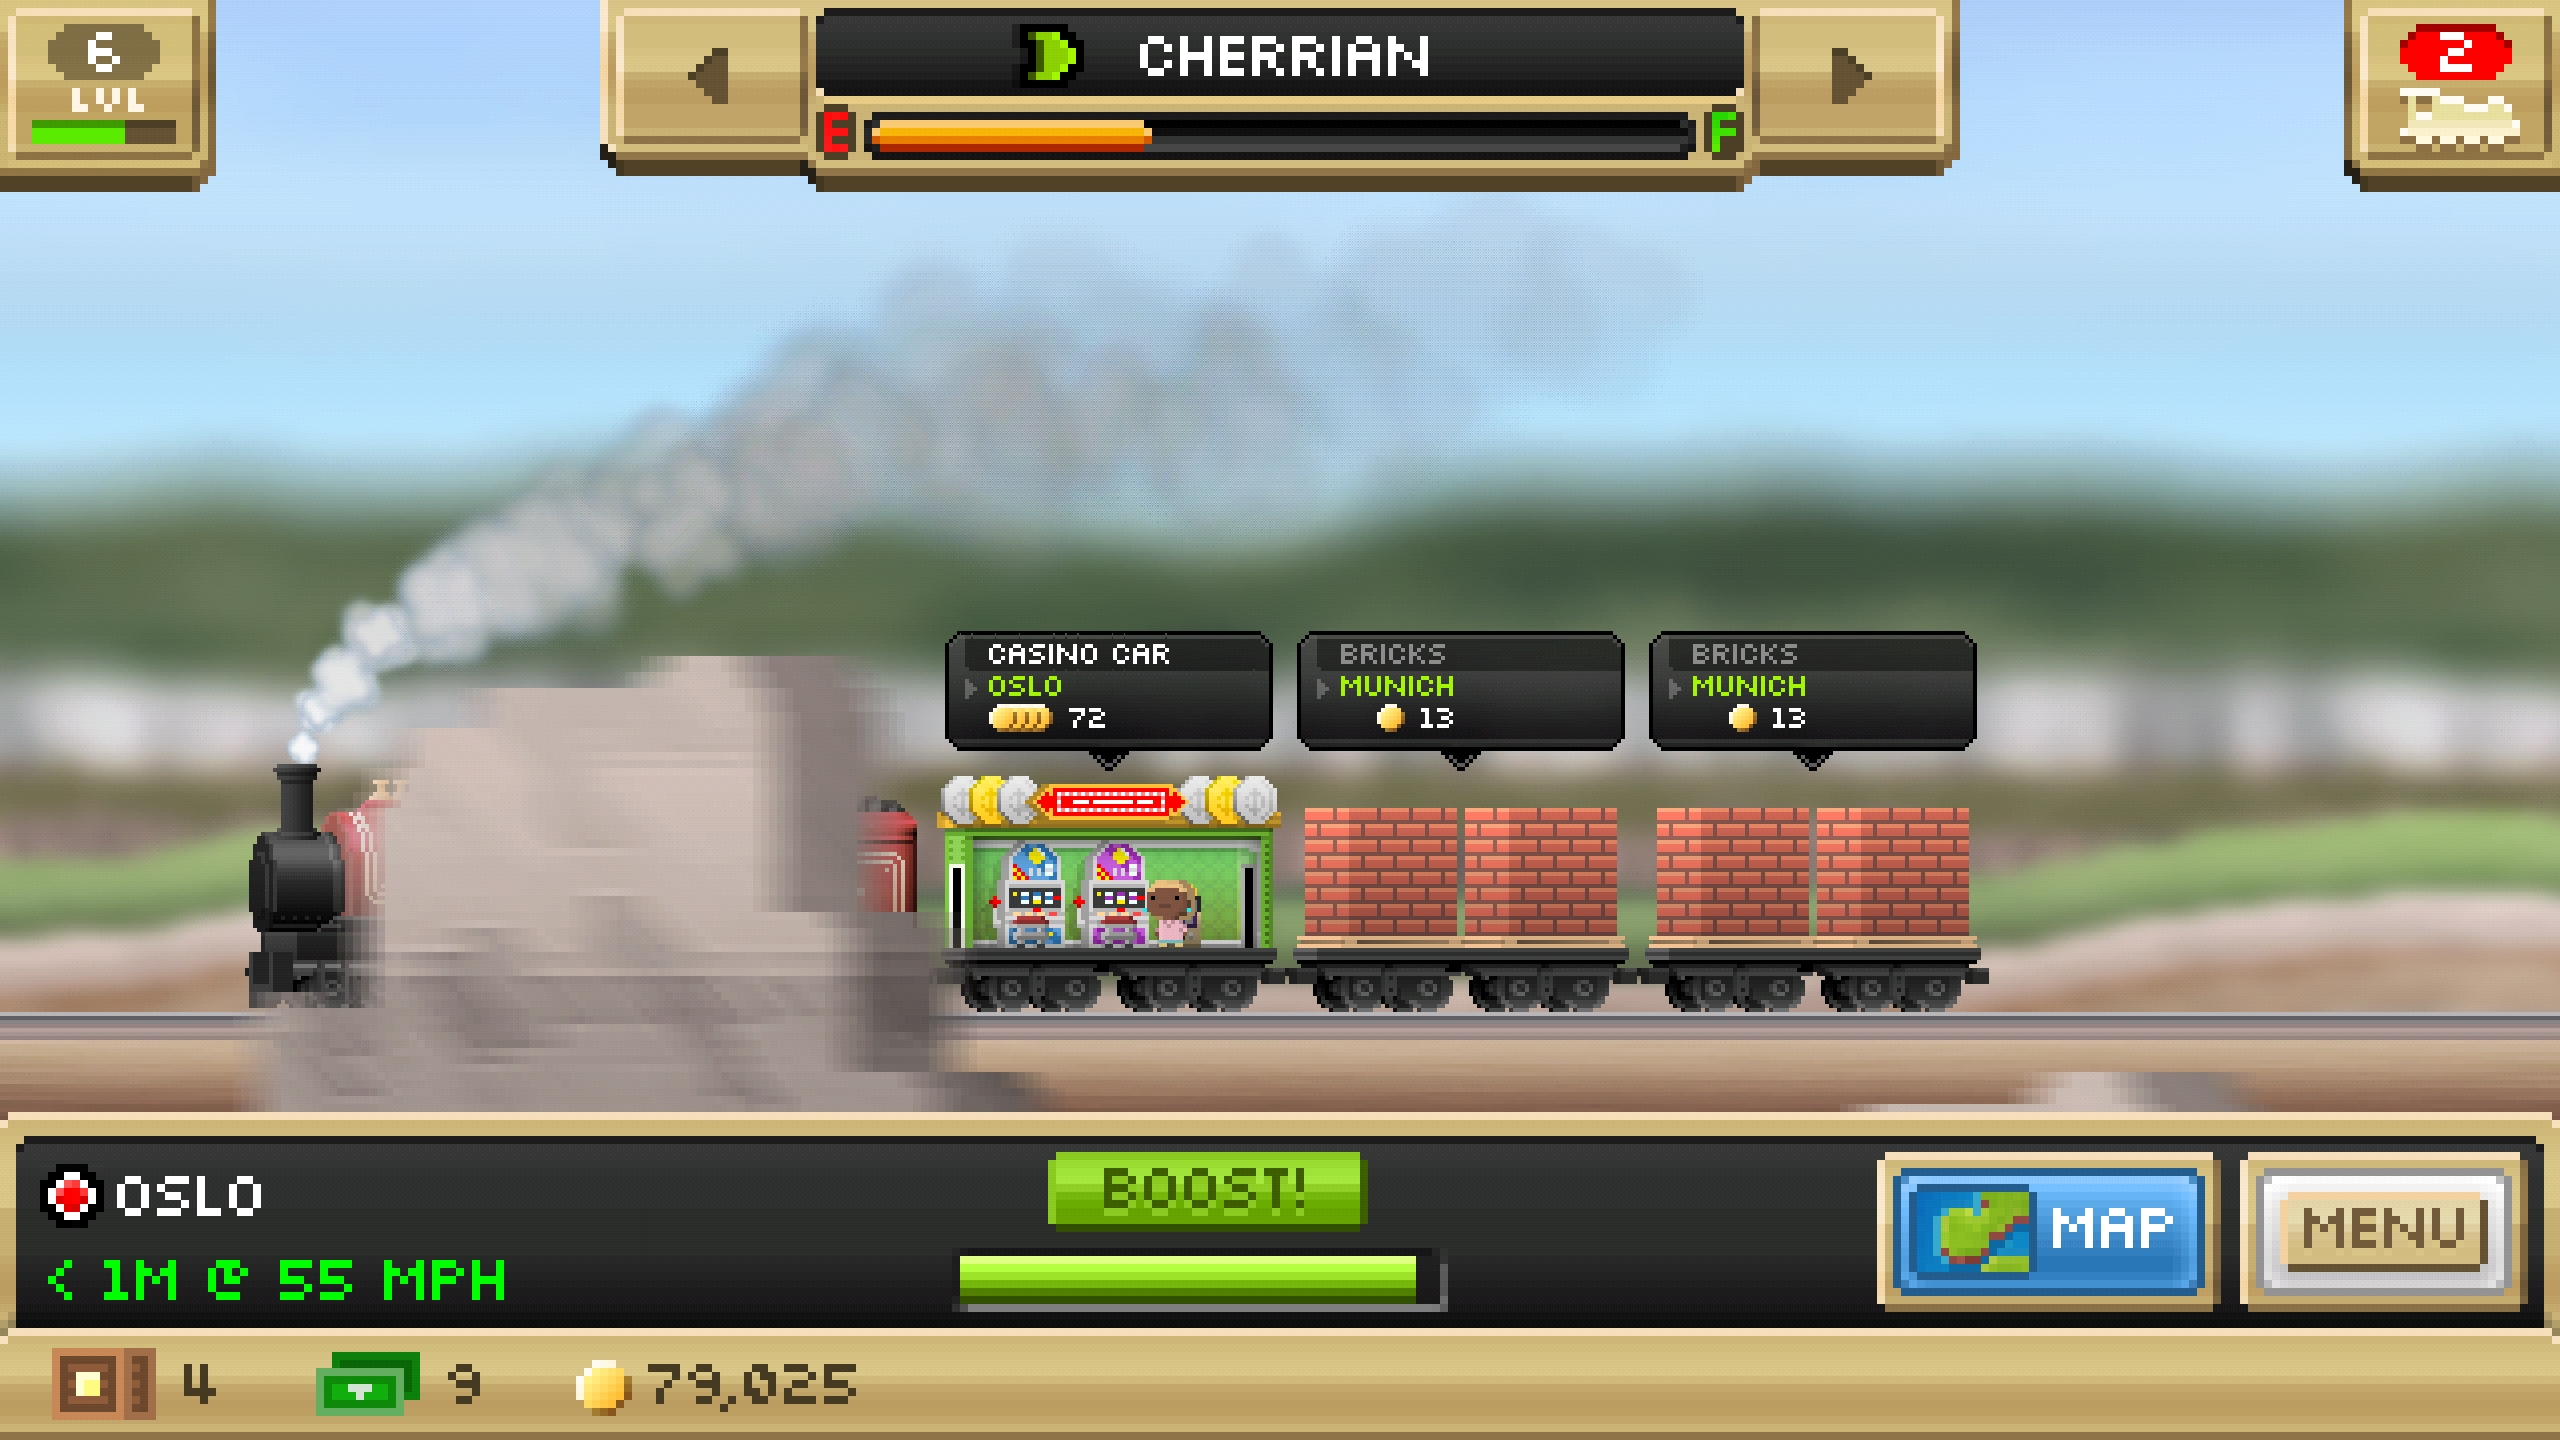 6
LVL
CHERRIAN
E
F
2
CASINO CAR
OSLO
72
BRICKS
MUNICH
13
BRICKS
MUNICH
13
OSLO
< 1M @ 55 MPH
BOOST!
MAP
MENU
4
9
79,025